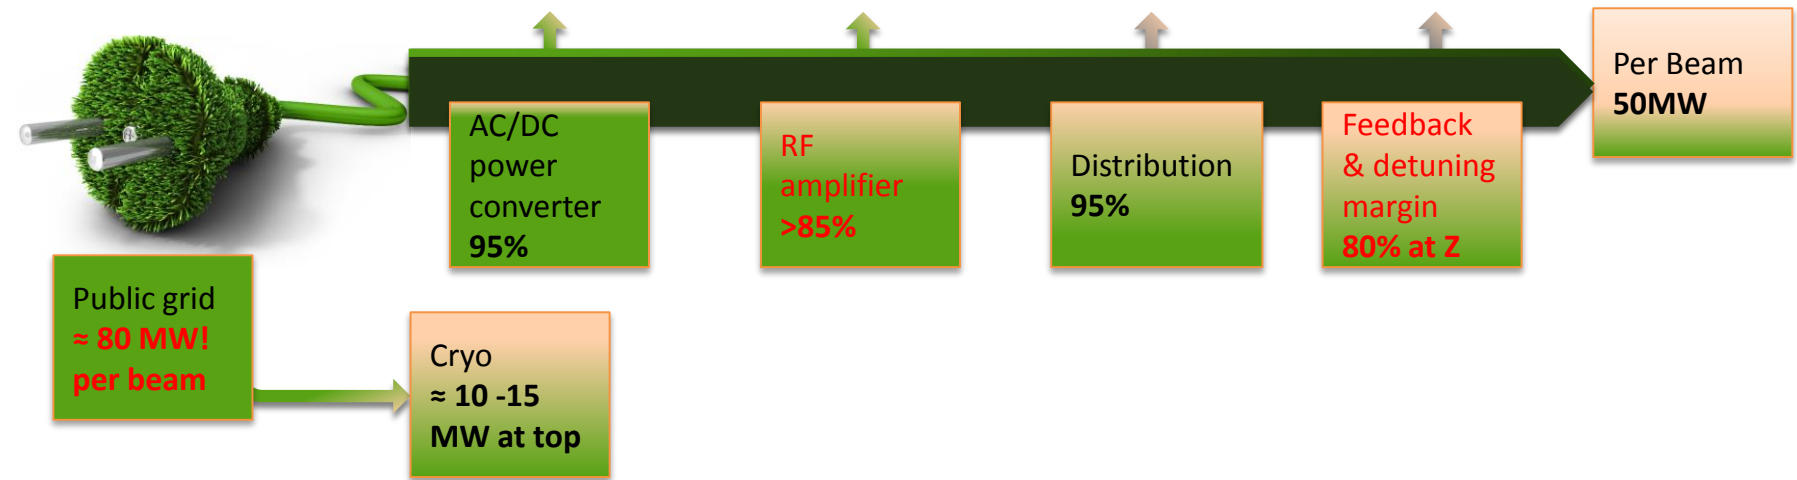 AC/DC
power
converter
95%
RF
amplifier
>85%
Distribution
95%
Feedback
& detuning
margin
80% at Z
Per Beam
50MW
Public grid
≈ 80 MW!
per beam
Cryo
≈ 10 -15
MW at top